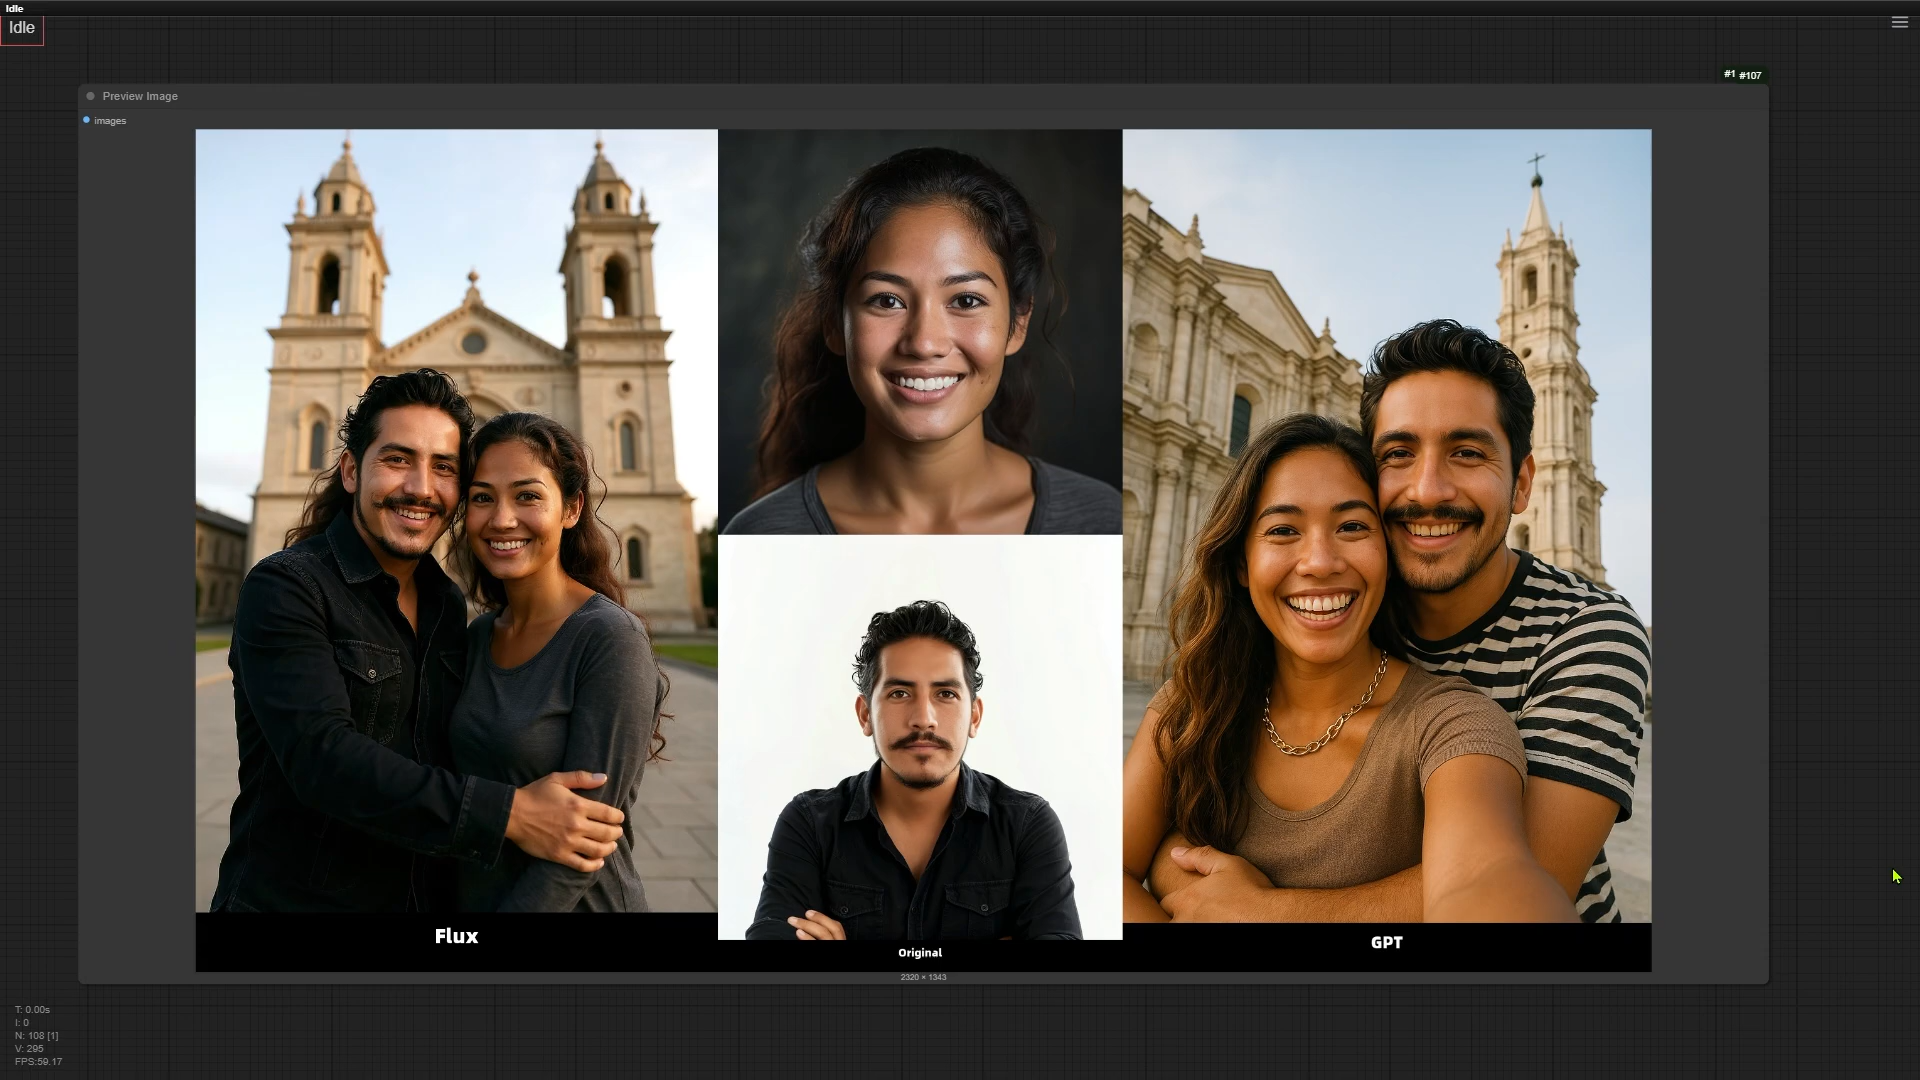 Idle
Idle
#1 #107
Preview Image
images
Flux
Original
GPT
2320 × 1343
T: 0.00s
I: 0
N: 108 [1]
V: 295
FPS:59.17